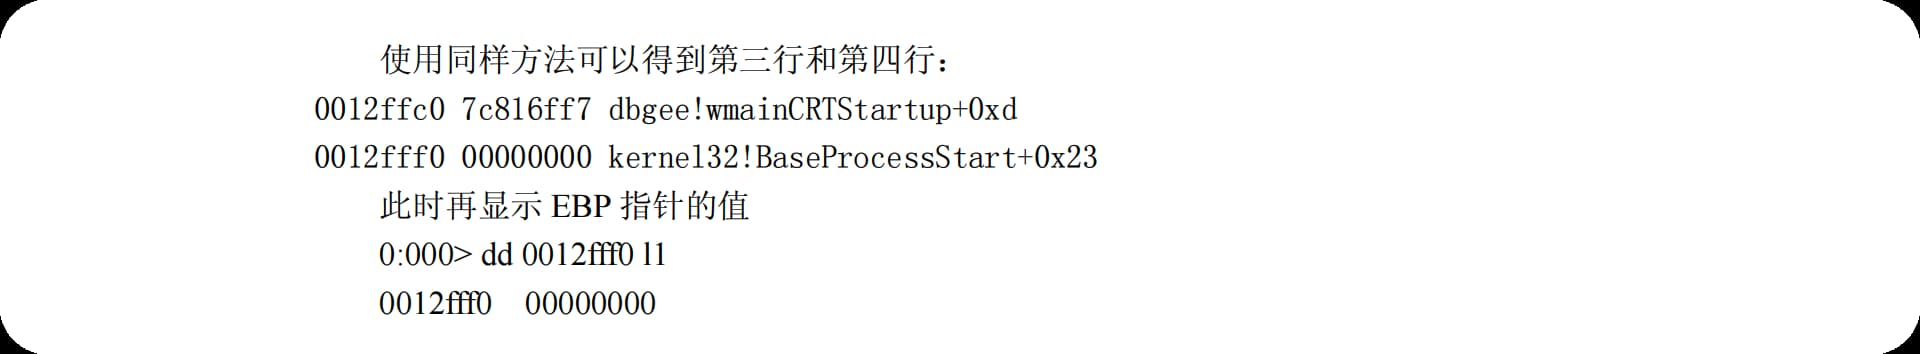 使用同样方法可以得到第三行和第四行：
0012ffc0 7c816ff7 dbgee!wmainCRTStartup+0xd
0012fff0 00000000 kernel32!BaseProcessStart+0x23
此时再显示 EBP 指针的值
0:000> dd 0012fff0 l1
0012fff0 00000000